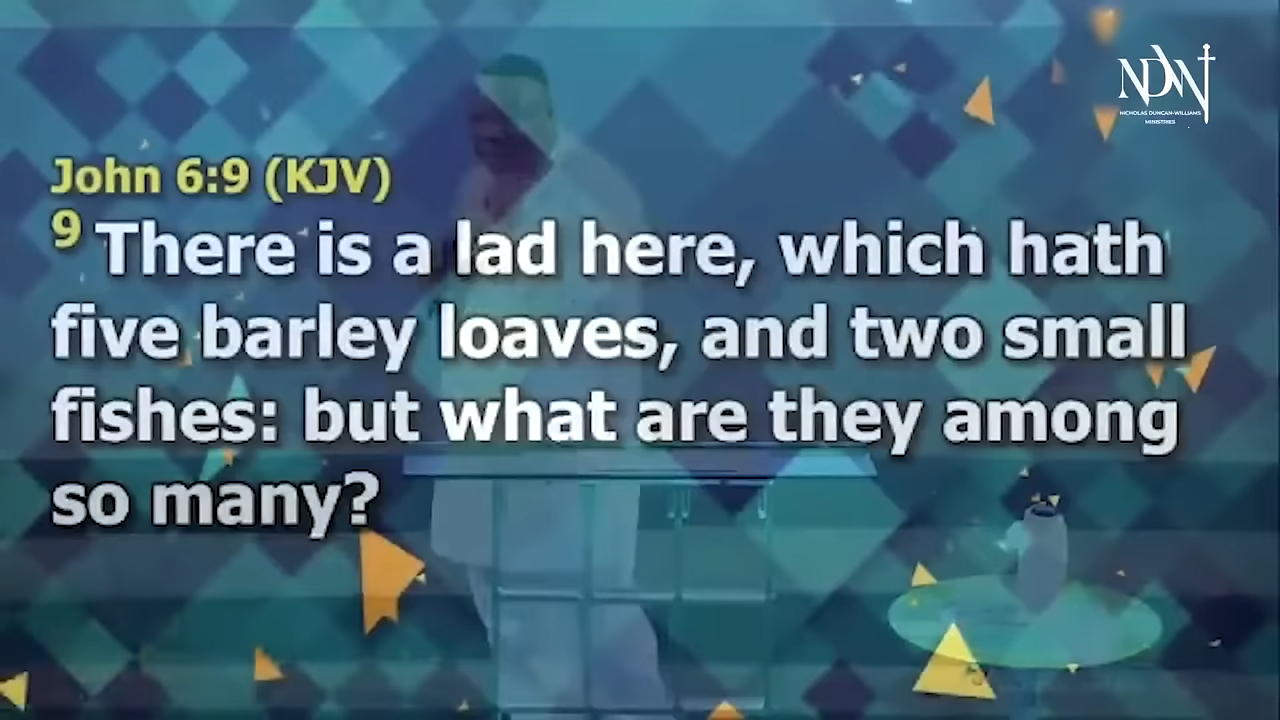 NDW
NICHOLAS DUNCAN-WILLIAMS
MINISTRIES
John 6:9 (KJV)
9 There is a lad here, which hath
five barley loaves, and two small
fishes: but what are they among
so many?